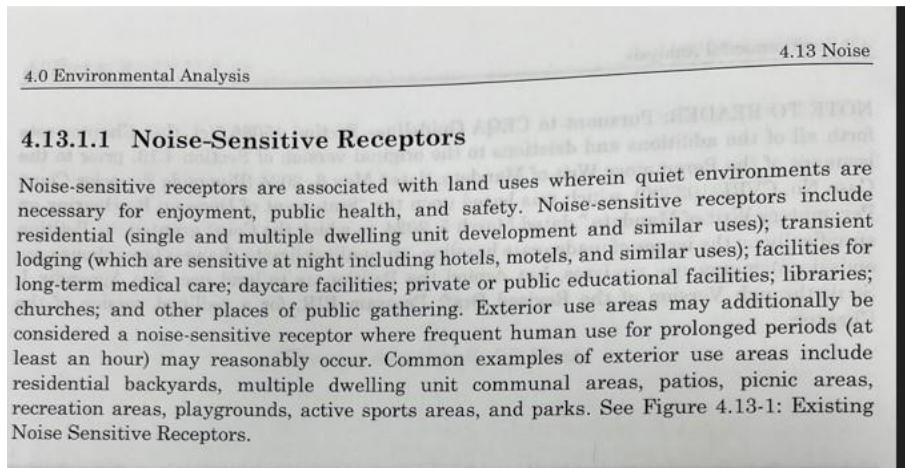 4.13 Noise
4.0 Environmental Analysis
4.13.1.1 Noise-Sensitive Receptors
Noise-sensitive receptors are associated with land uses wherein quiet environments are
necessary for enjoyment, public health, and safety. Noise-sensitive receptors include
residential (single and multiple dwelling unit development and similar uses); transient
lodging (which are sensitive at night including hotels, motels, and similar uses); facilities for
long-term medical care; daycare facilities; private or public educational facilities; libraries;
churches; and other places of public gathering. Exterior use areas may additionally be
considered a noise-sensitive receptor where frequent human use for prolonged periods (at
least an hour) may reasonably occur. Common examples of exterior use areas include
residential backyards, multiple dwelling unit communal areas, patios, picnic areas,
recreation areas, playgrounds, active sports areas, and parks. See Figure 4.13-1: Existing
Noise Sensitive Receptors.